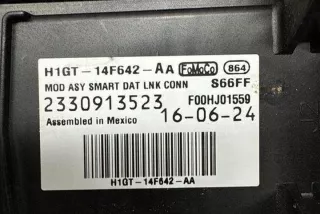 H1GT-14F642-AA FoMoCo 864
MOD ASY SMART DAT LNK CONN S66FF
2330913523 F00HJ01559
Assembled in Mexico 16-06-24
H1GT-14F642-AA